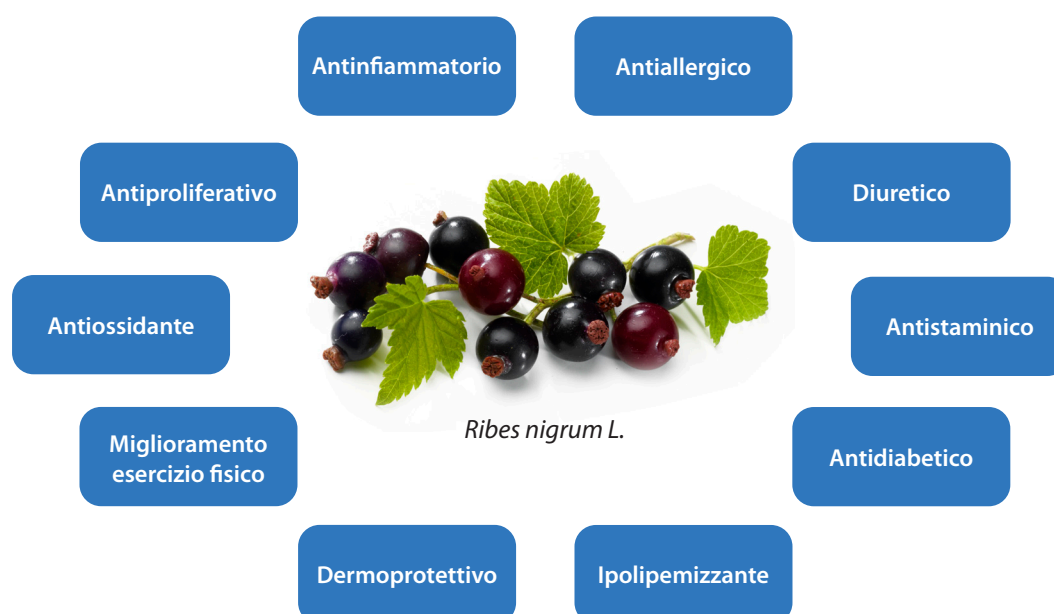 Antinfiammatorio
Antiallergico
Antiproliferativo
Diuretico
Antiossidante
Antistaminico
Ribes nigrum L.
Miglioramento
esercizio fisico
Antidiabetico
Dermoprotettivo
Ipolipemizzante